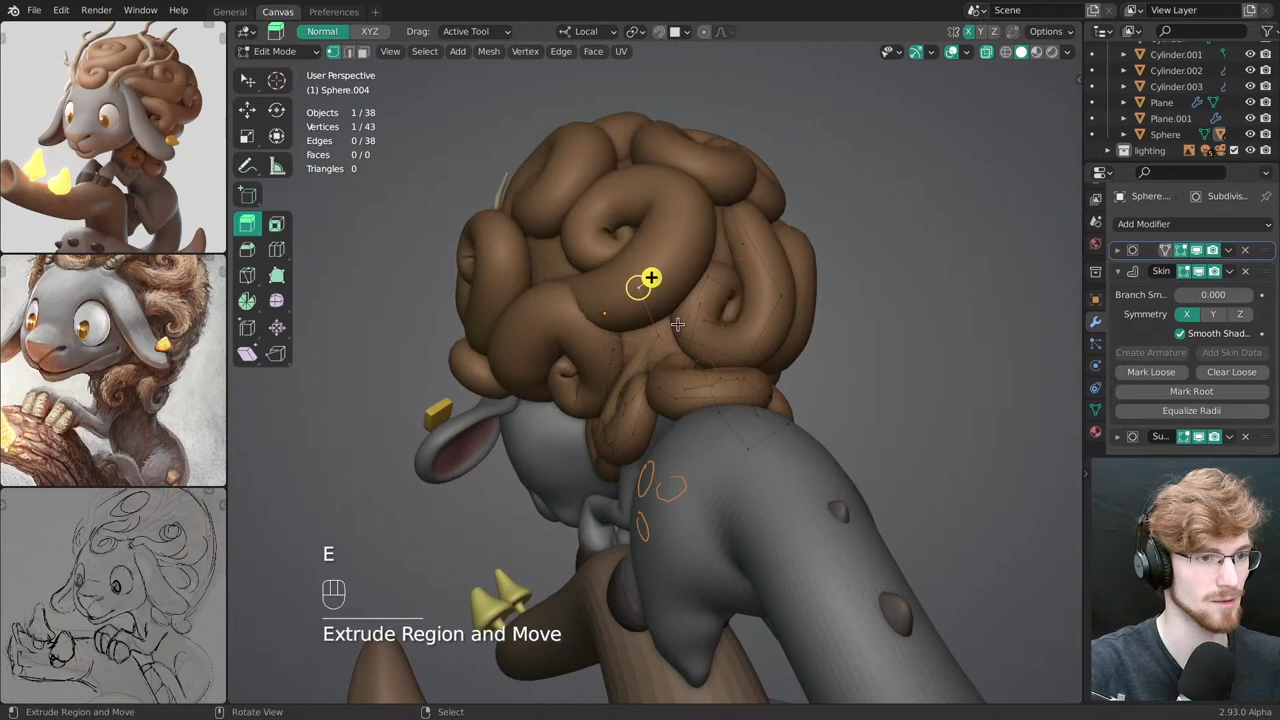 File Edit Render Window Help
General Canvas Preferences +
Scene
View Layer
Normal XYZ
Drag: Active Tool
Local
X Y Z
Options
Edit Mode
View Select Add Mesh Vertex Edge Face UV
User Perspective
(1) Sphere.004
Objects 1/38
Vertices 1/43
Edges 0/38
Faces 0/0
Triangles 0
Cylinder.001
Cylinder.002
Cylinder.003
Plane
Plane.001
Sphere
lighting
Sphere.... Subdivis...
Add Modifier
Skin
Branch Sm... 0.000
Symmetry X Y Z
Smooth Shad...
Create Armature Add Skin Data
Mark Loose Clear Loose
Mark Root
Equalize Radii
Su...
E
Extrude Region and Move
Extrude Region and Move
Rotate View
Select
2.93.0 Alpha